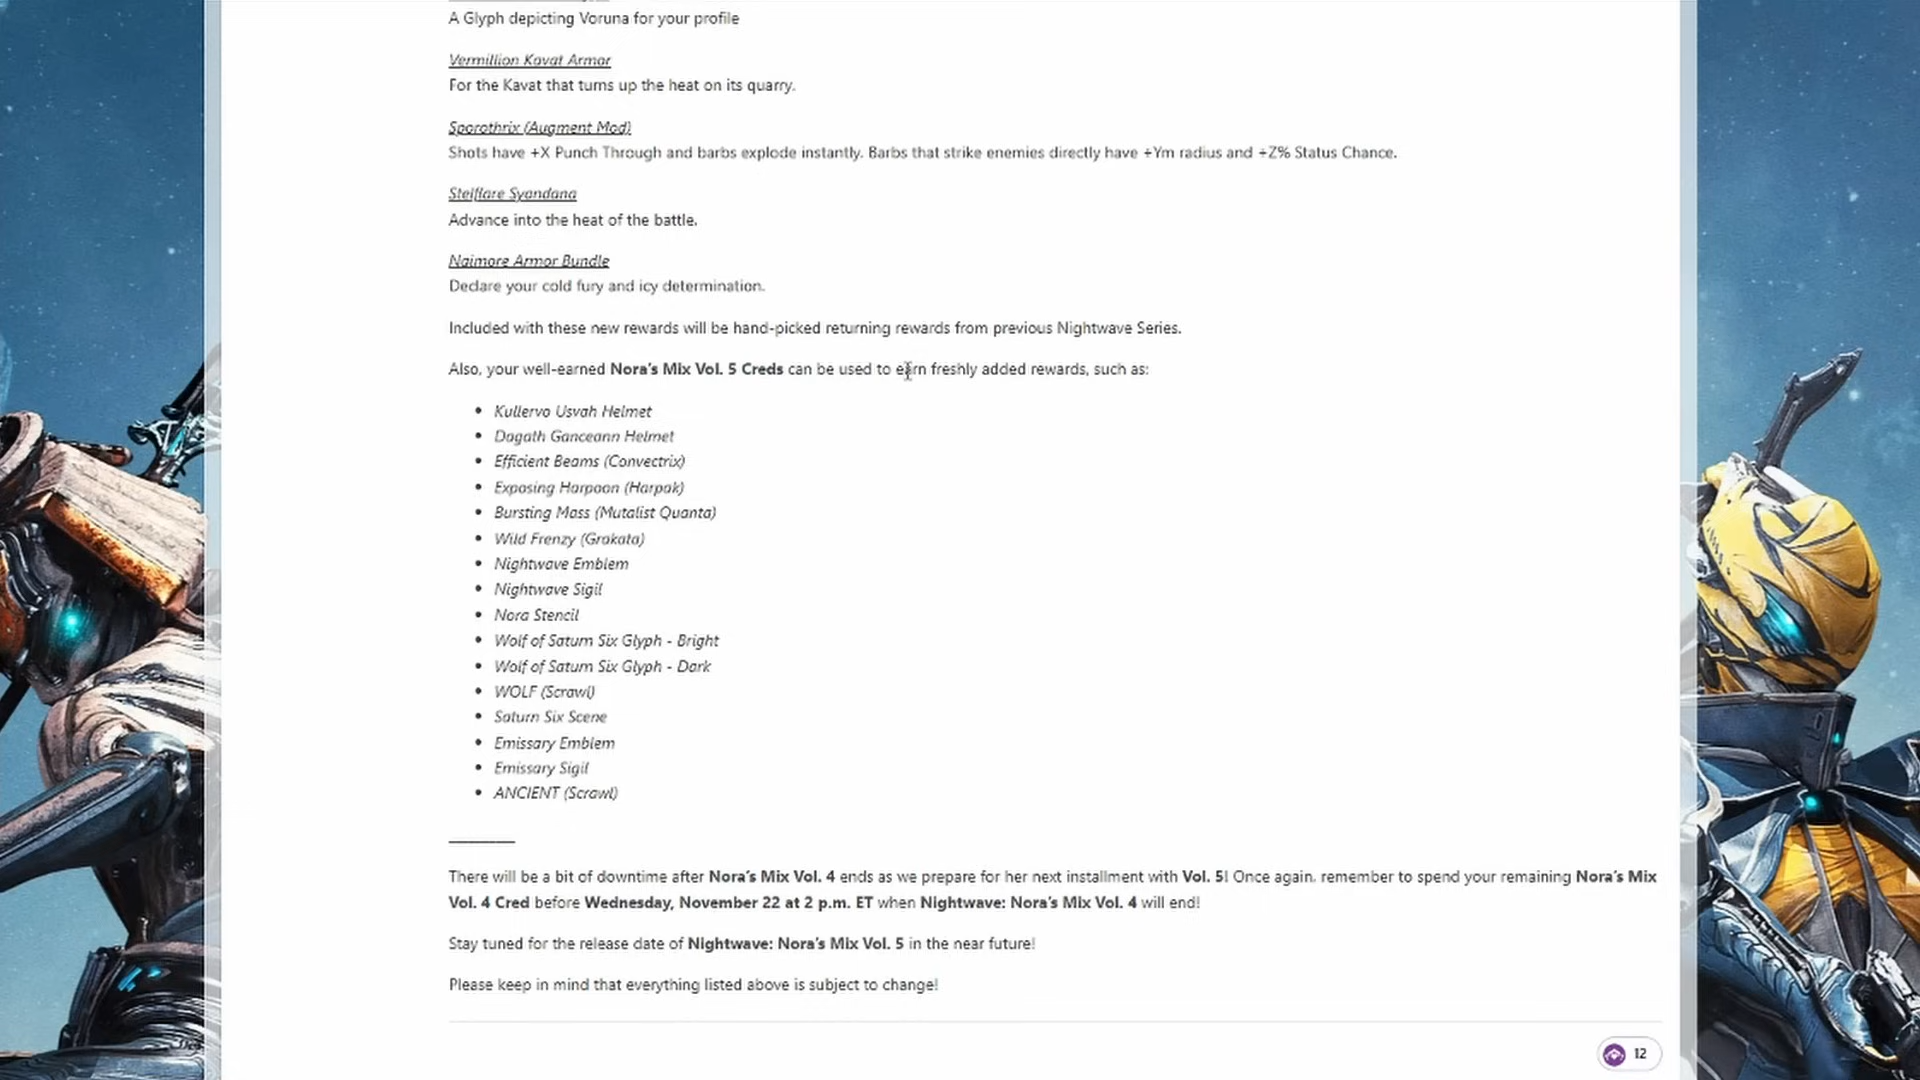 A Glyph depicting Voruna for your profile
Vermillion Kavat Armor
For the Kavat that turns up the heat on its quarry.
Sporothrix (Augment Mod)
Shots have +X Punch Through and barbs explode instantly. Barbs that strike enemies directly have +Ym radius and +Z% Status Chance.
Stelflare Syandana
Advance into the heat of the battle.
Naimore Armor Bundle
Declare your cold fury and icy determination.
Included with these new rewards will be hand-picked returning rewards from previous Nightwave Series.
Also, your well-earned Nora's Mix Vol. 5 Creds can be used to earn freshly added rewards, such as:
• Kullervo Usvah Helmet
• Dagath Ganceann Helmet
• Efficient Beams (Convectrix)
• Exposing Harpoon (Harpak)
• Bursting Mass (Mutalist Quanta)
• Wild Frenzy (Grakata)
• Nightwave Emblem
• Nightwave Sigil
• Nora Stencil
• Wolf of Saturn Six Glyph - Bright
• Wolf of Saturn Six Glyph - Dark
• WOLF (Scrawl)
• Saturn Six Scene
• Emissary Emblem
• Emissary Sigil
• ANCIENT (Scrawl)
There will be a bit of downtime after Nora's Mix Vol. 4 ends as we prepare for her next installment with Vol. 5! Once again, remember to spend your remaining Nora's Mix
Vol. 4 Cred before Wednesday, November 22 at 2 p.m. ET when Nightwave: Nora's Mix Vol. 4 will end!
Stay tuned for the release date of Nightwave: Nora's Mix Vol. 5 in the near future!
Please keep in mind that everything listed above is subject to change!
12